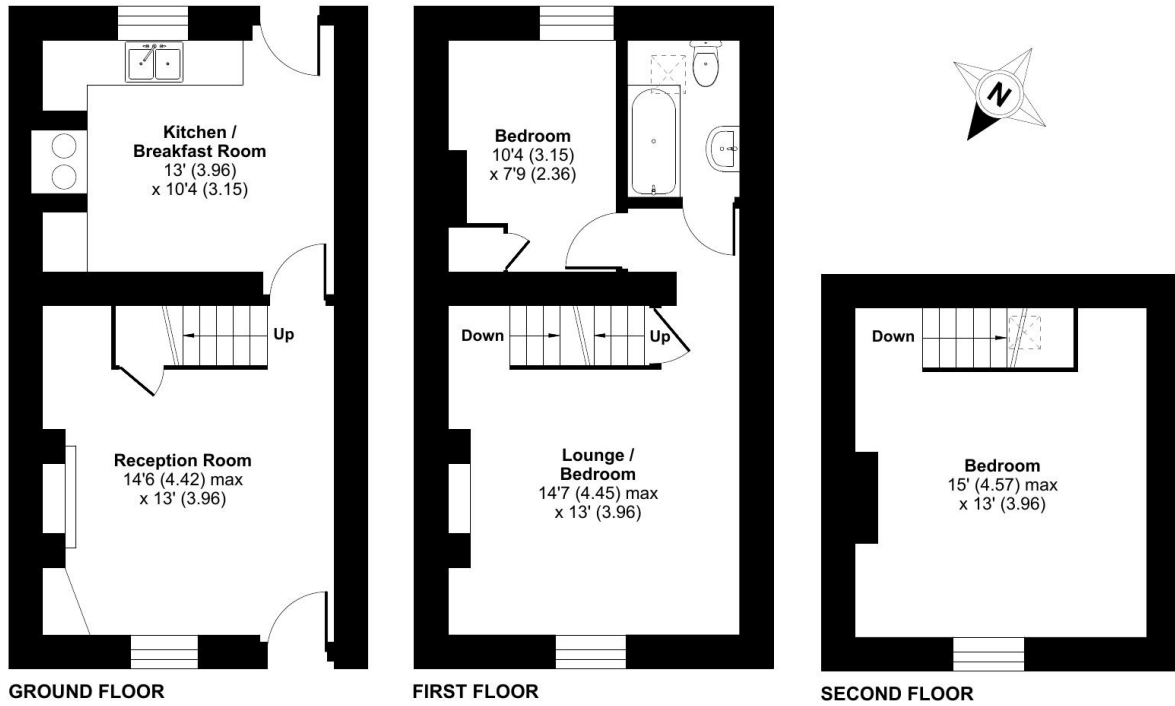 Kitchen /
Breakfast Room
13' (3.96)
x 10'4 (3.15)
Up
Reception Room
14'6 (4.42) max
x 13' (3.96)
GROUND FLOOR
Bedroom
10'4 (3.15)
x 7'9 (2.36)
Down
Up
Lounge /
Bedroom
14'7 (4.45) max
x 13' (3.96)
FIRST FLOOR
N
Down
Bedroom
15' (4.57) max
x 13' (3.96)
SECOND FLOOR